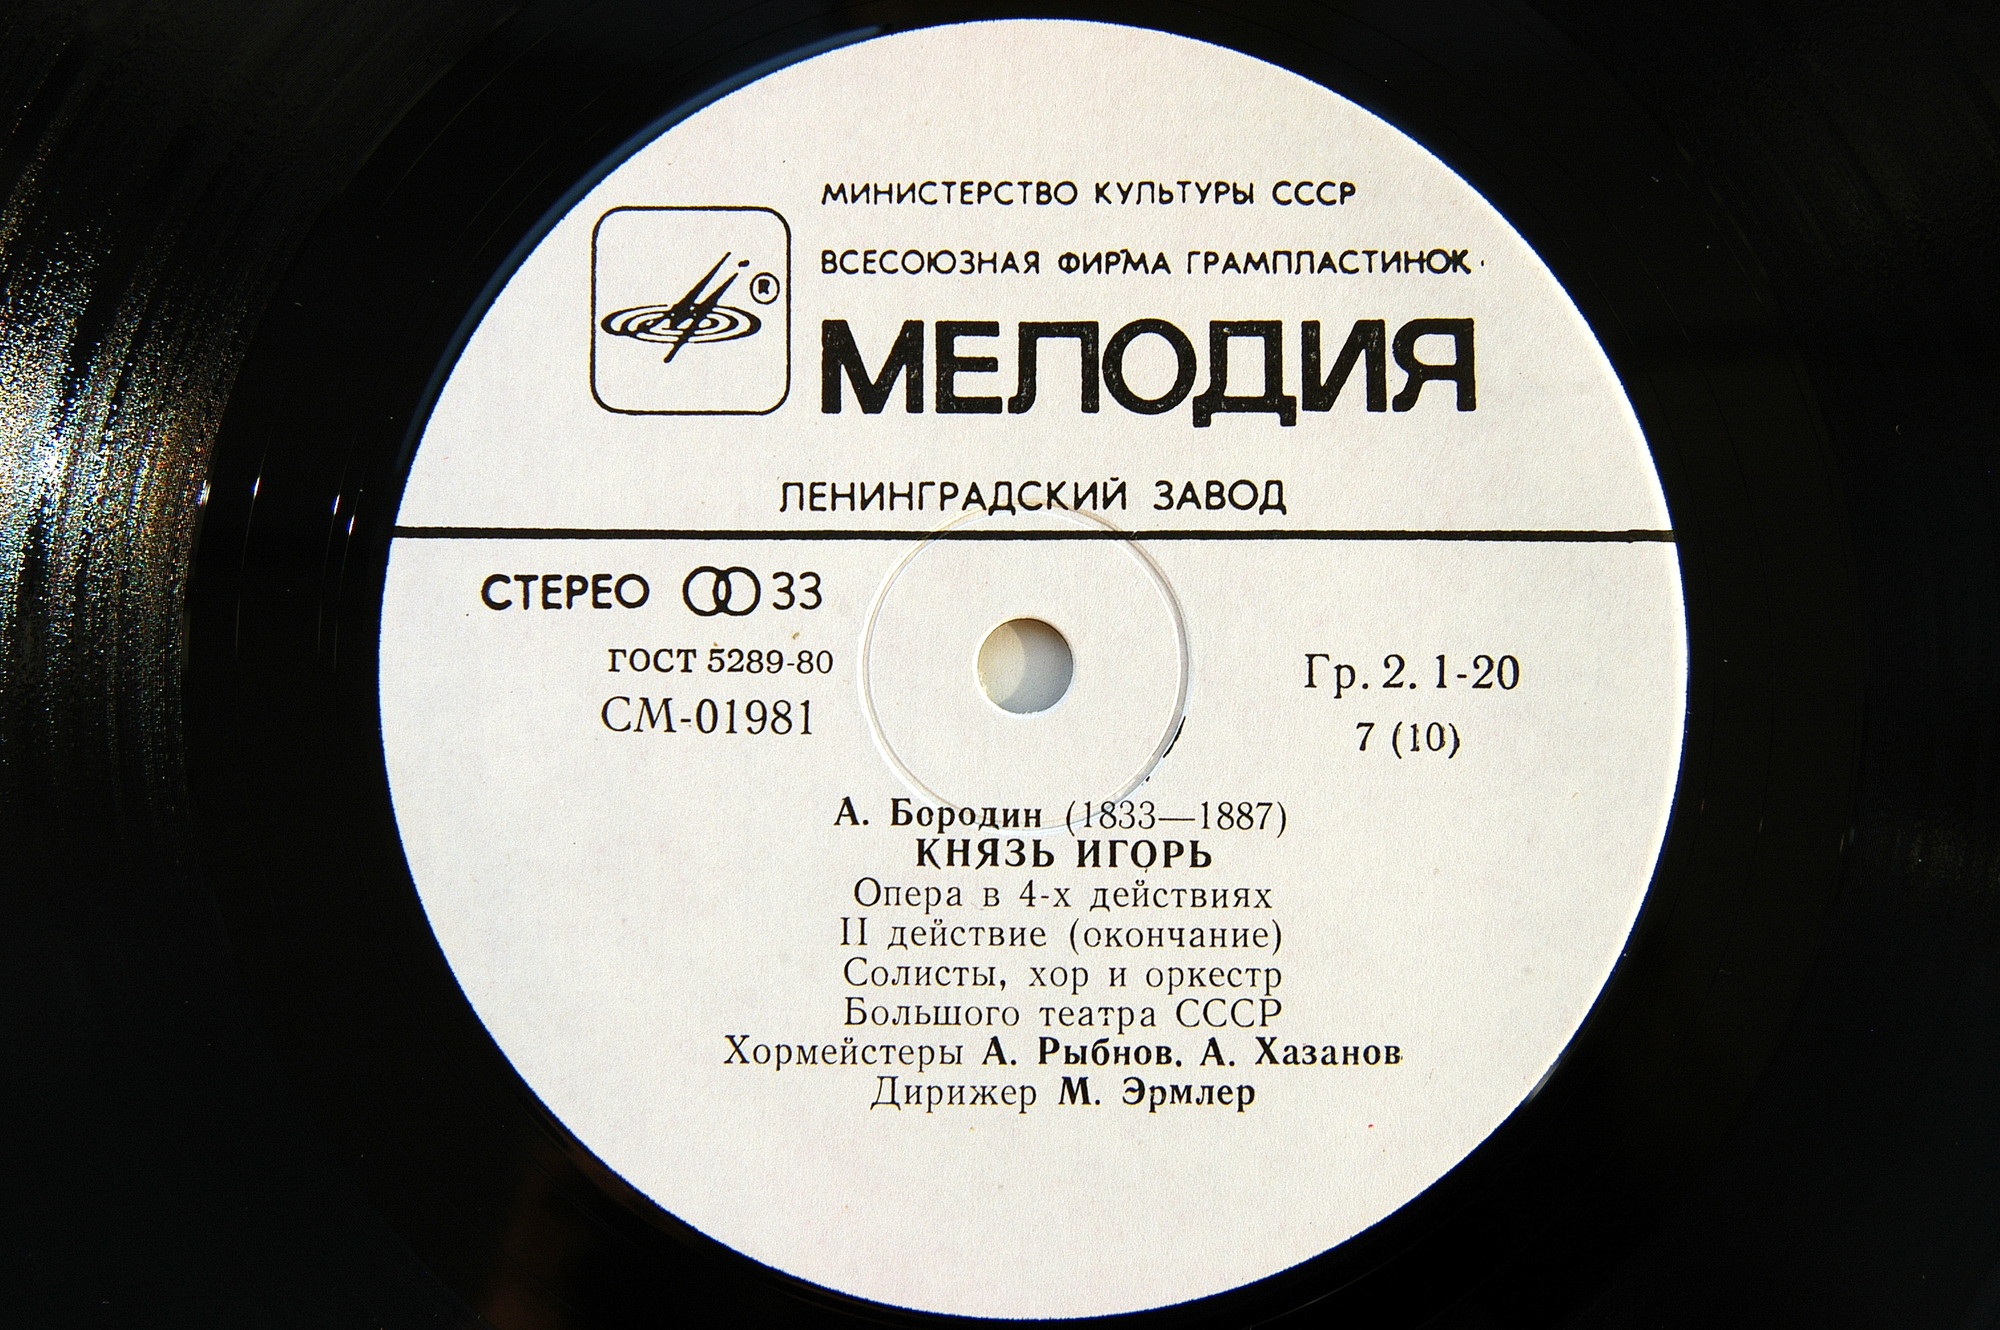 МИНИСТЕРСТВО КУЛЬТУРЫ СССР
ВСЕСОЮЗНАЯ ФИРМА ГРАМПЛАСТИНОК
®
МЕЛОДИЯ
ЛЕНИНГРАДСКИЙ ЗАВОД
СТЕРЕО 33
ГОСТ 5289-80
СМ-01981
Гр. 2. 1-20
7 (10)
А. Бородин (1833—1887)
КНЯЗЬ ИГОРЬ
Опера в 4-х действиях
II действие (окончание)
Солисты, хор и оркестр
Большого театра СССР
Хормейстеры А. Рыбнов. А. Хазанов
Дирижер М. Эрмлер